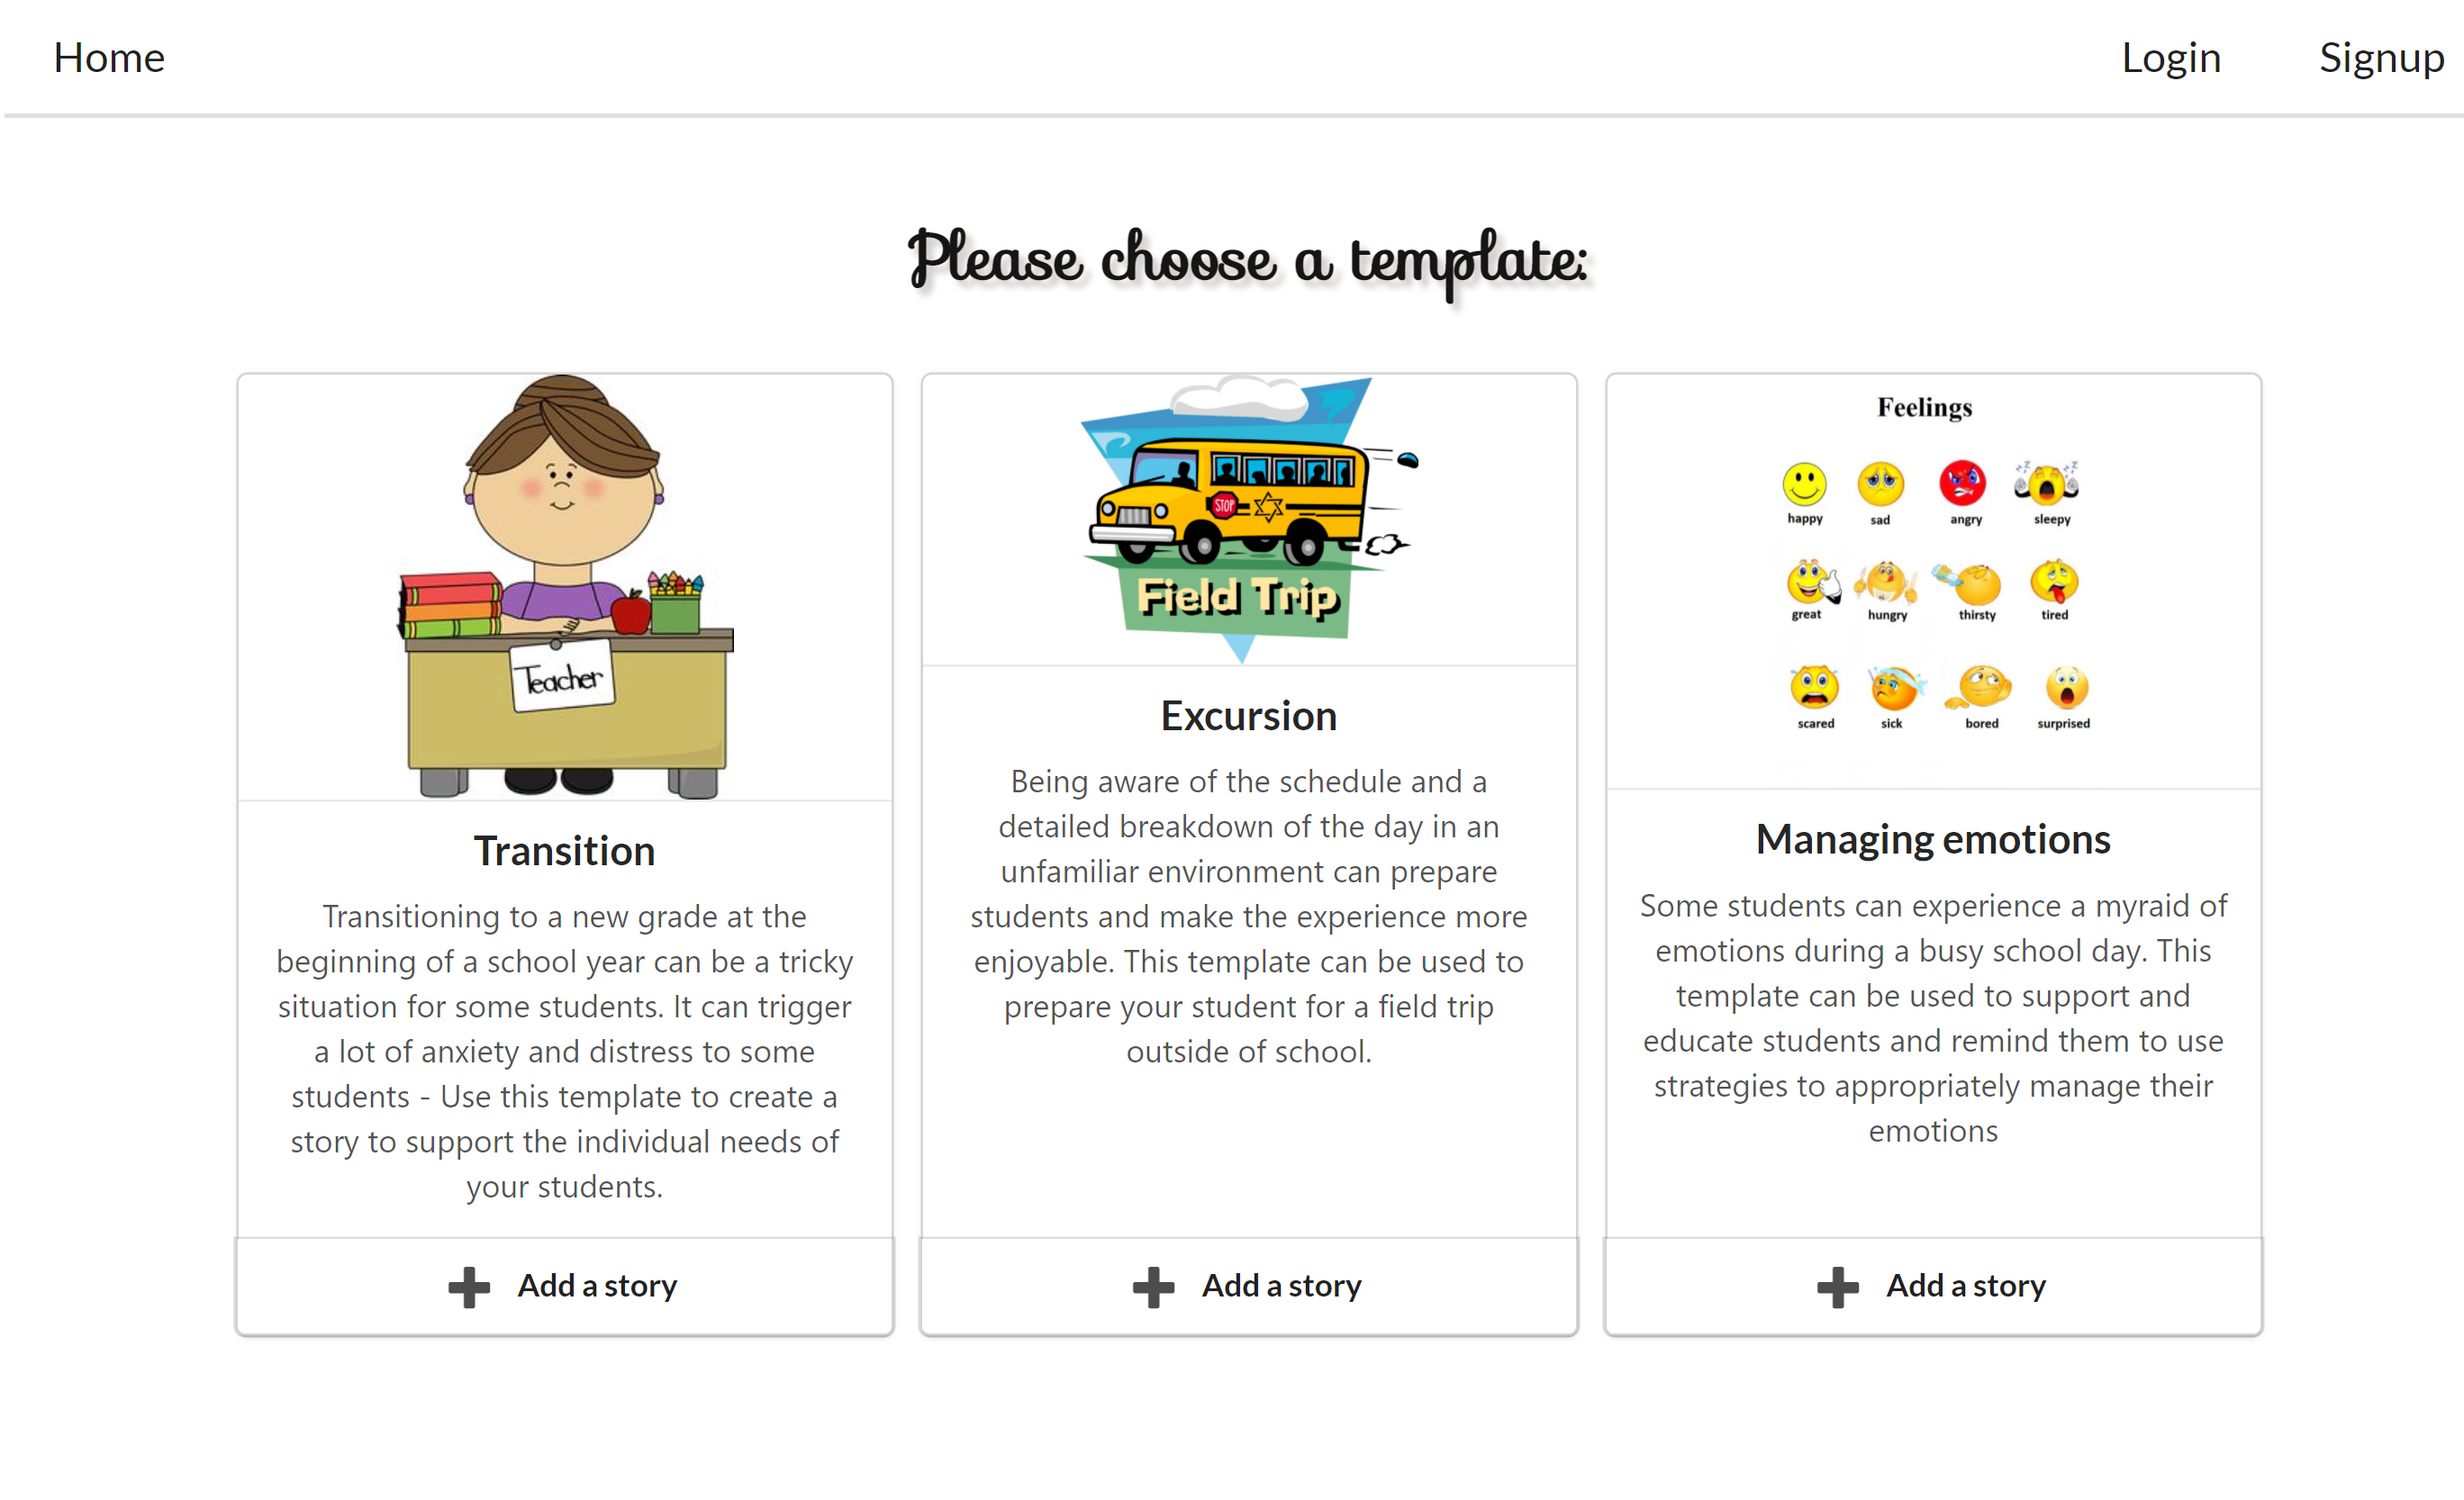 Home
Login
Signup
Please choose a template:
Teacher
Transition
Transitioning to a new grade at the
beginning of a school year can be a tricky
situation for some students. It can trigger
a lot of anxiety and distress to some
students - Use this template to create a
story to support the individual needs of
your students.
Add a story
STOP
Field Trip
Excursion
Being aware of the schedule and a
detailed breakdown of the day in an
unfamiliar environment can prepare
students and make the experience more
enjoyable. This template can be used to
prepare your student for a field trip
outside of school.
Add a story
Feelings
happy sad angry sleepy
great hungry thirsty tired
scared sick bored surprised
Managing emotions
Some students can experience a myraid of
emotions during a busy school day. This
template can be used to support and
educate students and remind them to use
strategies to appropriately manage their
emotions
Add a story